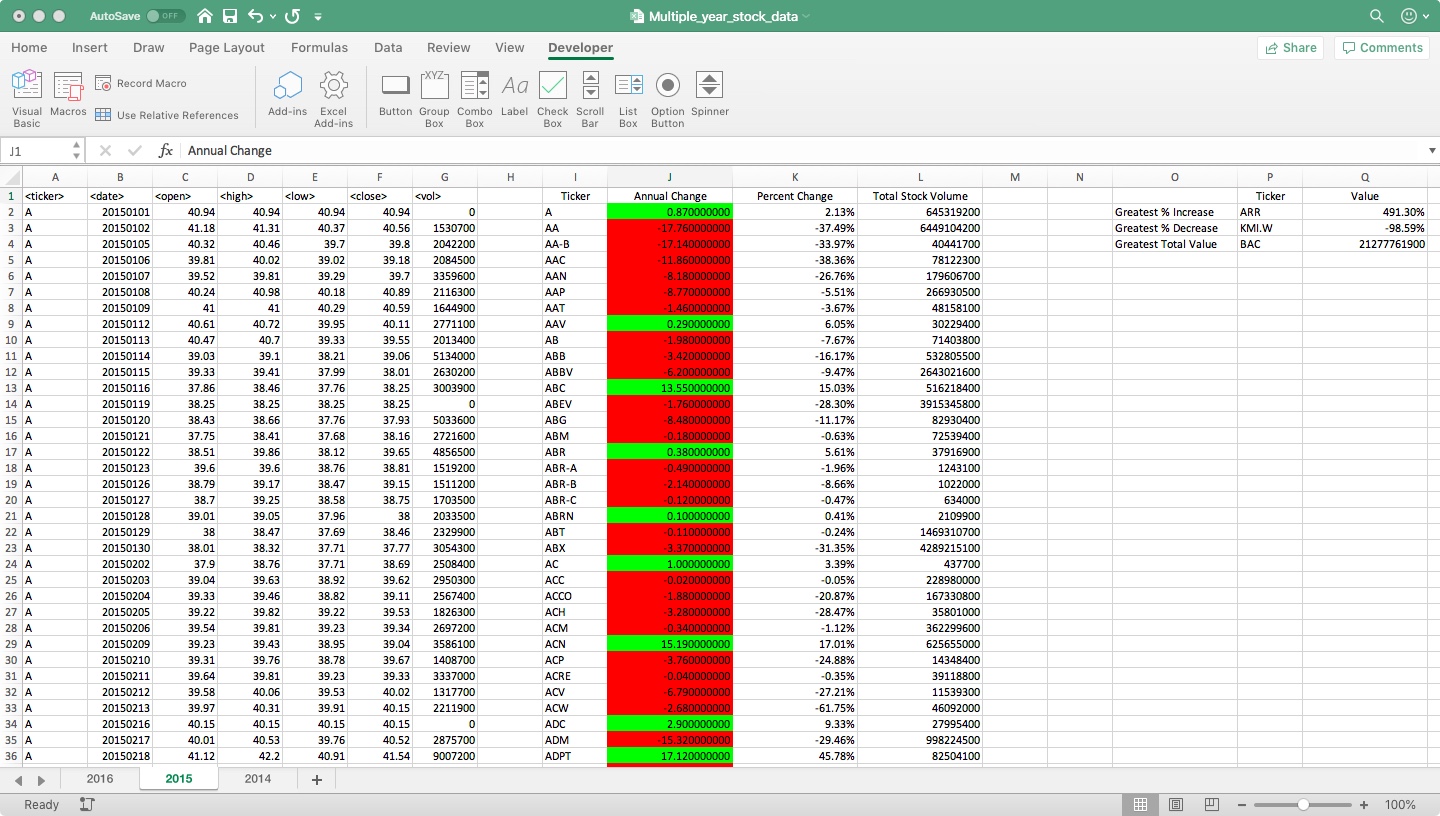 AutoSave OFF Multiple_year_stock_data
Home Insert Draw Page Layout Formulas Data Review View Developer Share Comments
Visual Basic Macros Record Macro Use Relative References Add-ins Excel Add-ins XYZ Aa Button Group Box Combo Box Label Check Box Scroll Bar List Box Option Button Spinner
J1 fx Annual Change
A B C D E F G H I J K L M N O P Q
1 <ticker> <date> <open> <high> <low> <close> <vol> Ticker Annual Change Percent Change Total Stock Volume Ticker Value
2 A 20150101 40.94 40.94 40.94 40.94 0 A 0.870000000 2.13% 645319200 Greatest % Increase ARR 491.30%
3 A 20150102 41.18 41.31 40.37 40.56 1530700 AA -17.760000000 -37.49% 6449104200 Greatest % Decrease KMI.W -98.59%
4 A 20150105 40.32 40.46 39.7 39.8 2042200 AA-B -17.140000000 -33.97% 40441700 Greatest Total Value BAC 21277761900
5 A 20150106 39.81 40.02 39.02 39.18 2084500 AAC -11.860000000 -38.36% 78122300
6 A 20150107 39.52 39.81 39.29 39.7 3359600 AAN -8.180000000 -26.76% 179606700
7 A 20150108 40.24 40.98 40.18 40.89 2116300 AAP -8.770000000 -5.51% 266930500
8 A 20150109 41 41 40.29 40.59 1644900 AAT -1.460000000 -3.67% 48158100
9 A 20150112 40.61 40.72 39.95 40.11 2771100 AAV 0.290000000 6.05% 30229400
10 A 20150113 40.47 40.7 39.33 39.55 2013400 AB -1.980000000 -7.67% 71403800
11 A 20150114 39.03 39.1 38.21 39.06 5134000 ABB -3.420000000 -16.17% 532805500
12 A 20150115 39.33 39.41 37.99 38.01 2630200 ABBV -6.200000000 -9.47% 2643021600
13 A 20150116 37.86 38.46 37.76 38.25 3003900 ABC 13.550000000 15.03% 516218400
14 A 20150119 38.25 38.25 38.25 38.25 0 ABEV -1.760000000 -28.30% 3915345800
15 A 20150120 38.43 38.66 37.76 37.93 5033600 ABG -8.480000000 -11.17% 82930400
16 A 20150121 37.75 38.41 37.68 38.16 2721600 ABM -0.180000000 -0.63% 72539400
17 A 20150122 38.51 39.86 38.12 39.65 4856500 ABR 0.380000000 5.61% 37916900
18 A 20150123 39.6 39.6 38.76 38.81 1519200 ABR-A -0.490000000 -1.96% 1243100
19 A 20150126 38.79 39.17 38.47 39.15 1511200 ABR-B -2.140000000 -8.66% 1022000
20 A 20150127 38.7 39.25 38.58 38.75 1703500 ABR-C -0.120000000 -0.47% 634000
21 A 20150128 39.01 39.05 37.96 38 2033500 ABRN 0.100000000 0.41% 2109900
22 A 20150129 38 38.47 37.69 38.46 2329900 ABT -0.110000000 -0.24% 1469310700
23 A 20150130 38.01 38.32 37.71 37.77 3054300 ABX -3.370000000 -31.35% 4289215100
24 A 20150202 37.9 38.76 37.71 38.69 2508400 AC 1.000000000 3.39% 437700
25 A 20150203 39.04 39.63 38.92 39.62 2950300 ACC -0.020000000 -0.05% 228980000
26 A 20150204 39.33 39.46 38.82 39.11 2567400 ACCO -1.880000000 -20.87% 167330800
27 A 20150205 39.22 39.82 39.22 39.53 1826300 ACH -3.280000000 -28.47% 35801000
28 A 20150206 39.54 39.81 39.23 39.34 2697200 ACM -0.340000000 -1.12% 362299600
29 A 20150209 39.23 39.43 38.95 39.04 3586100 ACN 15.190000000 17.01% 625655000
30 A 20150210 39.31 39.76 38.78 39.67 1408700 ACP -3.760000000 -24.88% 14348400
31 A 20150211 39.64 39.81 39.23 39.33 3337000 ACRE -0.040000000 -0.35% 39118800
32 A 20150212 39.58 40.06 39.53 40.02 1317700 ACV -6.790000000 -27.21% 11539300
33 A 20150213 39.97 40.31 39.91 40.15 2211900 ACW -2.680000000 -61.75% 46092000
34 A 20150216 40.15 40.15 40.15 40.15 0 ADC 2.900000000 9.33% 27995400
35 A 20150217 40.01 40.53 39.76 40.52 2875700 ADM -15.320000000 -29.46% 998224500
36 A 20150218 41.12 42.2 40.91 41.54 9007200 ADPT 17.120000000 45.78% 82504100
2016 2015 2014 +
Ready 100%